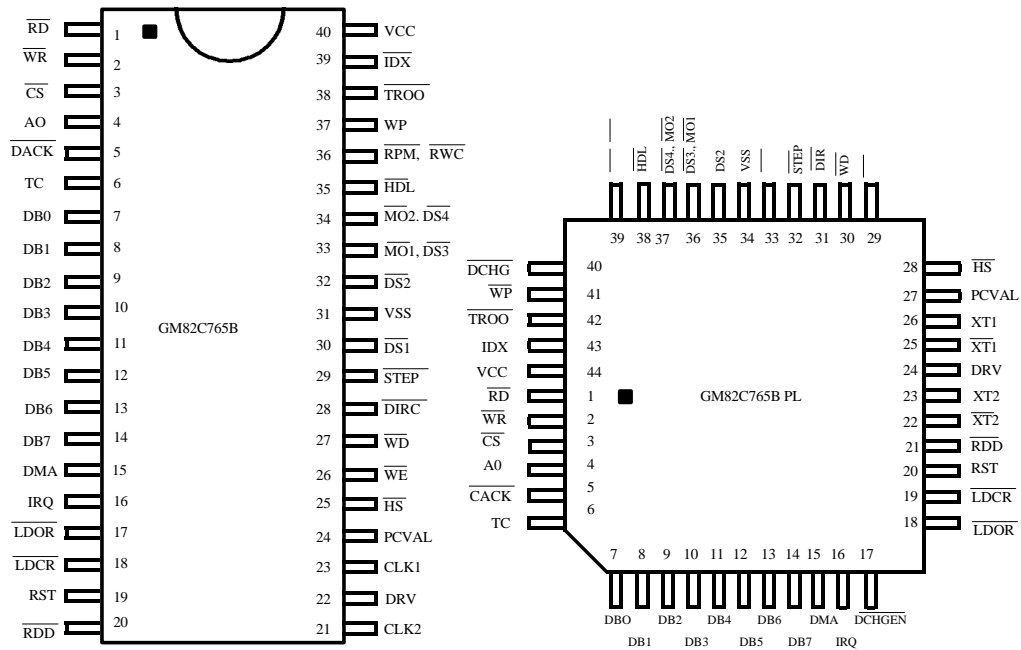 RD 1 40 VCC
WR 2 39 IDX
CS 3 38 TROO
AO 4 37 WP
DACK 5 36 RPM, RWC
TC 6 35 HDL
DB0 7 34 MO2. DS4
DB1 8 33 MO1, DS3
DB2 9 32 DS2
DB3 10 31 VSS
GM82C765B
DB4 11 30 DS1
DB5 12 29 STEP
DB6 13 28 DIRC
DB7 14 27 WD
DMA 15 26 WE
IRQ 16 25 HS
LDOR 17 24 PCVAL
LDCR 18 23 CLK1
RST 19 22 DRV
RDD 20 21 CLK2
HDL DS4., MO2 DS3., MO1 DS2 VSS STEP DIR WD
39 38 37 36 35 34 33 32 31 30 29
DCHG 40 28 HS
WP 41 27 PCVAL
TROO 42 26 XT1
IDX 43 25 XT1
VCC 44 24 DRV
RD 1 GM82C765B PL 23 XT2
WR 2 22 XT2
CS 3 21 RDD
A0 4 20 RST
CACK 5 19 LDCR
TC 6 18 LDOR
7 8 9 10 11 12 13 14 15 16 17
DBO DB2 DB4 DB6 DMA DCHGEN
DB1 DB3 DB5 DB7 IRQ